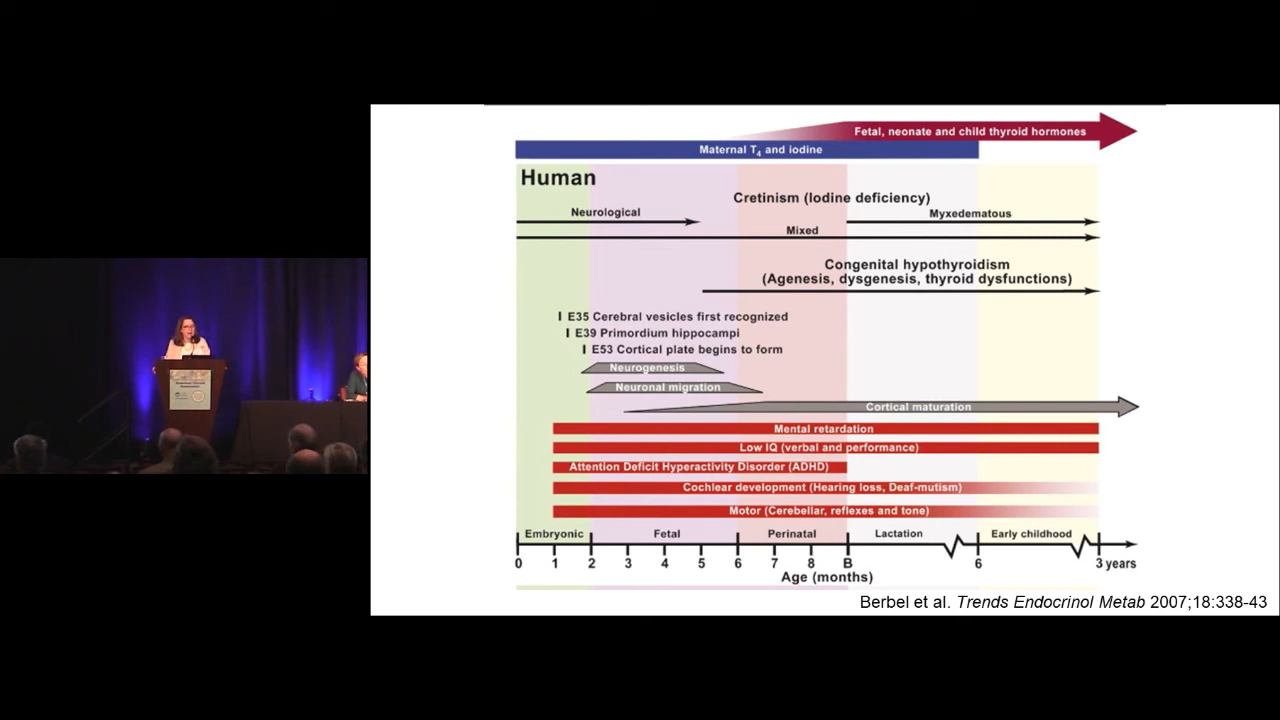 Fetal, neonate and child thyroid hormones
Maternal T4 and iodine
Human
Cretinism (Iodine deficiency)
Neurological
Myxedematous
Mixed
Congenital hypothyroidism
(Agenesis, dysgenesis, thyroid dysfunctions)
E35 Cerebral vesicles first recognized
E39 Primordium hippocampi
E53 Cortical plate begins to form
Neurogenesis
Neuronal migration
Cortical maturation
Mental retardation
Low IQ (verbal and performance)
Attention Deficit Hyperactivity Disorder (ADHD)
Cochlear development (Hearing loss, Deaf-mutism)
Motor (Cerebellar, reflexes and tone)
Embryonic Fetal Perinatal Lactation Early childhood
0 1 2 3 4 5 6 7 8 B 6 3 years
Age (months)
Berbel et al. Trends Endocrinol Metab 2007;18:338-43